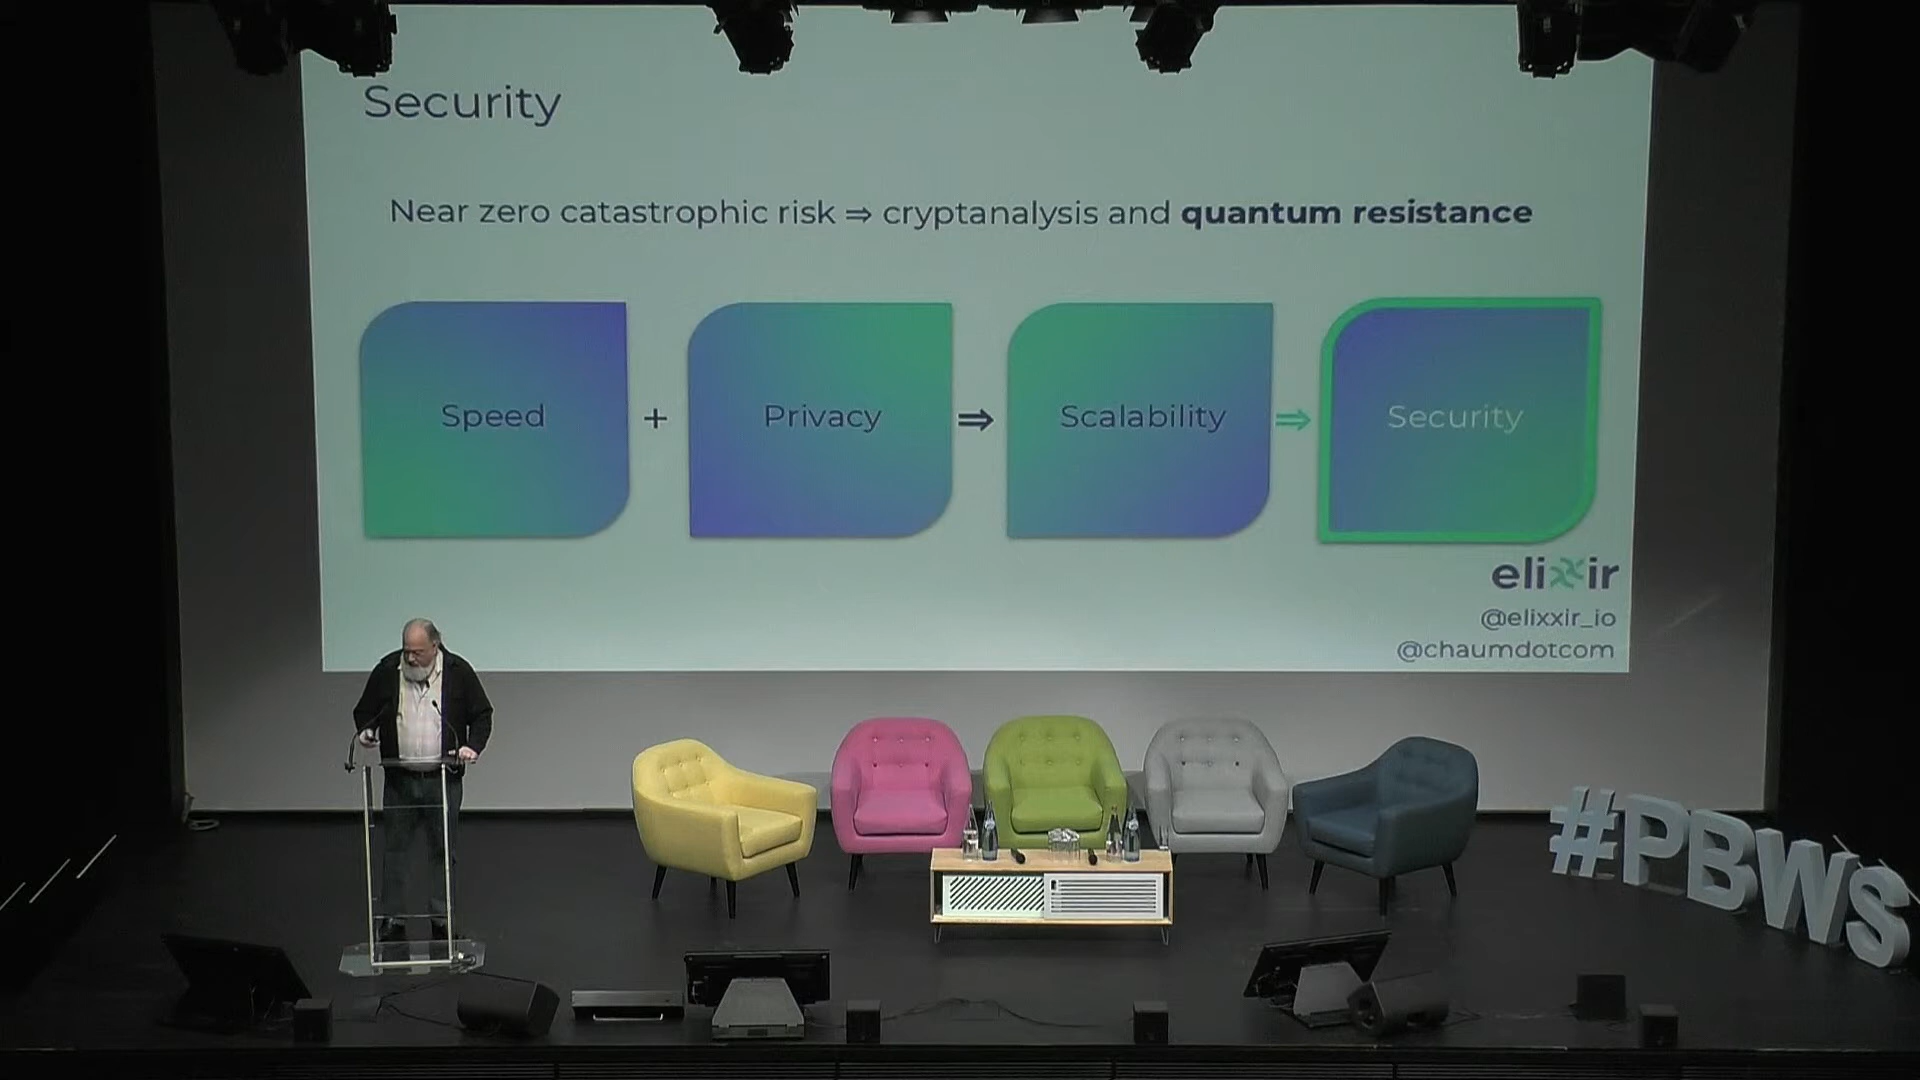 Security
Near zero catastrophic risk ⇒ cryptanalysis and quantum resistance
Speed + Privacy ⇒ Scalability ⇒ Security
elixxir
@elixxir_io
@chaumdotcom
#PBWS